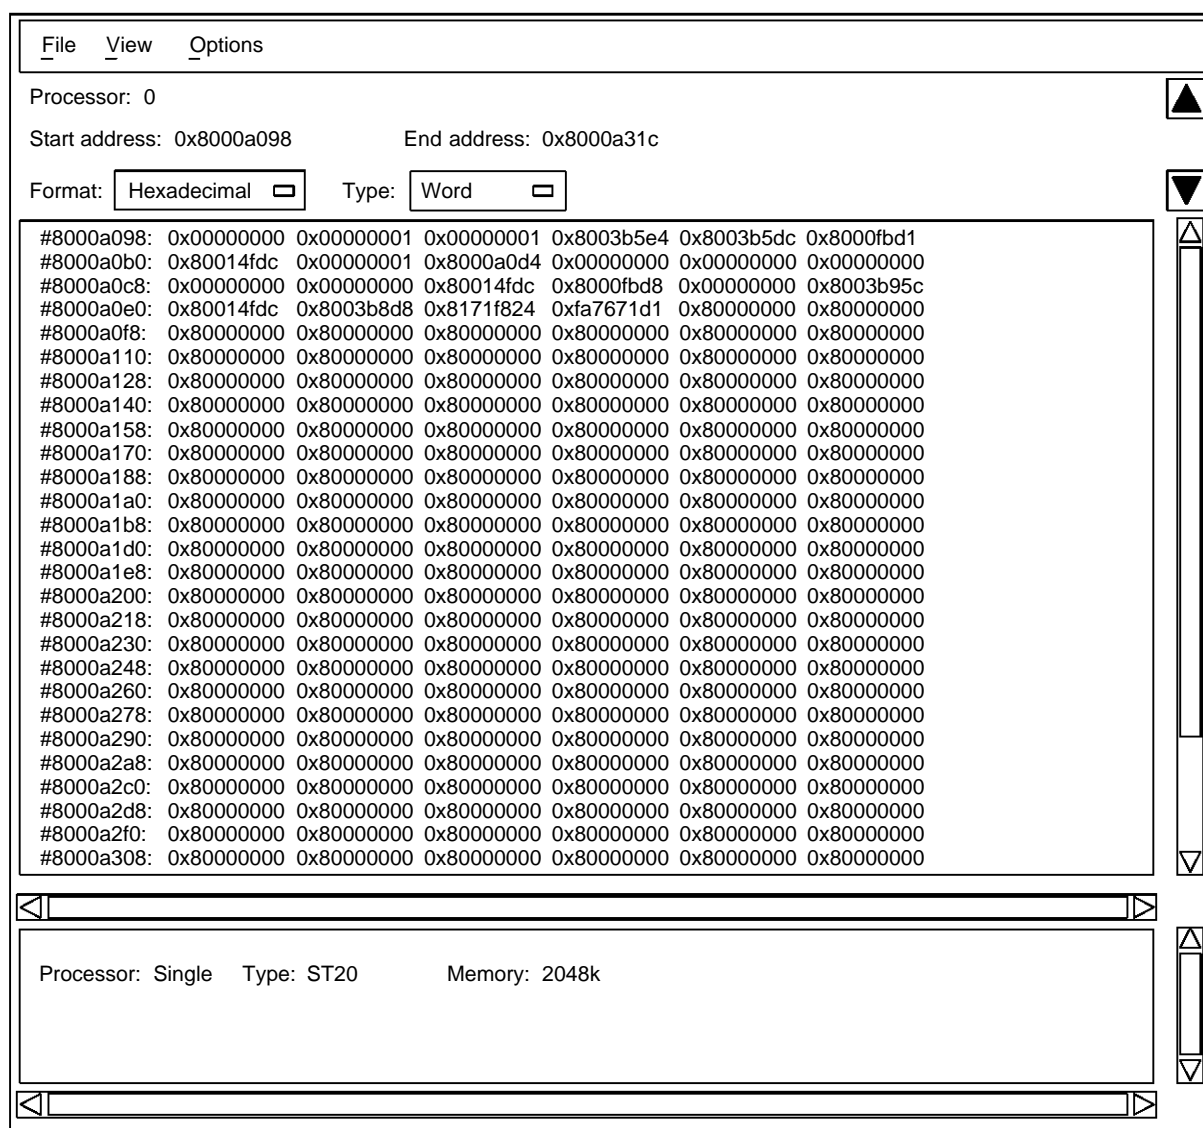 File View Options
Processor: 0
Start address: 0x8000a098 End address: 0x8000a31c
Format: Hexadecimal Type: Word
#8000a098: 0x00000000 0x00000001 0x00000001 0x8003b5e4 0x8003b5dc 0x8000fbd1
#8000a0b0: 0x80014fdc 0x00000001 0x8000a0d4 0x00000000 0x00000000 0x00000000
#8000a0c8: 0x00000000 0x00000000 0x80014fdc 0x8000fbd8 0x00000000 0x8003b95c
#8000a0e0: 0x80014fdc 0x8003b8d8 0x8171f824 0xfa7671d1 0x80000000 0x80000000
#8000a0f8: 0x80000000 0x80000000 0x80000000 0x80000000 0x80000000 0x80000000
#8000a110: 0x80000000 0x80000000 0x80000000 0x80000000 0x80000000 0x80000000
#8000a128: 0x80000000 0x80000000 0x80000000 0x80000000 0x80000000 0x80000000
#8000a140: 0x80000000 0x80000000 0x80000000 0x80000000 0x80000000 0x80000000
#8000a158: 0x80000000 0x80000000 0x80000000 0x80000000 0x80000000 0x80000000
#8000a170: 0x80000000 0x80000000 0x80000000 0x80000000 0x80000000 0x80000000
#8000a188: 0x80000000 0x80000000 0x80000000 0x80000000 0x80000000 0x80000000
#8000a1a0: 0x80000000 0x80000000 0x80000000 0x80000000 0x80000000 0x80000000
#8000a1b8: 0x80000000 0x80000000 0x80000000 0x80000000 0x80000000 0x80000000
#8000a1d0: 0x80000000 0x80000000 0x80000000 0x80000000 0x80000000 0x80000000
#8000a1e8: 0x80000000 0x80000000 0x80000000 0x80000000 0x80000000 0x80000000
#8000a200: 0x80000000 0x80000000 0x80000000 0x80000000 0x80000000 0x80000000
#8000a218: 0x80000000 0x80000000 0x80000000 0x80000000 0x80000000 0x80000000
#8000a230: 0x80000000 0x80000000 0x80000000 0x80000000 0x80000000 0x80000000
#8000a248: 0x80000000 0x80000000 0x80000000 0x80000000 0x80000000 0x80000000
#8000a260: 0x80000000 0x80000000 0x80000000 0x80000000 0x80000000 0x80000000
#8000a278: 0x80000000 0x80000000 0x80000000 0x80000000 0x80000000 0x80000000
#8000a290: 0x80000000 0x80000000 0x80000000 0x80000000 0x80000000 0x80000000
#8000a2a8: 0x80000000 0x80000000 0x80000000 0x80000000 0x80000000 0x80000000
#8000a2c0: 0x80000000 0x80000000 0x80000000 0x80000000 0x80000000 0x80000000
#8000a2d8: 0x80000000 0x80000000 0x80000000 0x80000000 0x80000000 0x80000000
#8000a2f0: 0x80000000 0x80000000 0x80000000 0x80000000 0x80000000 0x80000000
#8000a308: 0x80000000 0x80000000 0x80000000 0x80000000 0x80000000 0x80000000
Processor: Single Type: ST20 Memory: 2048k